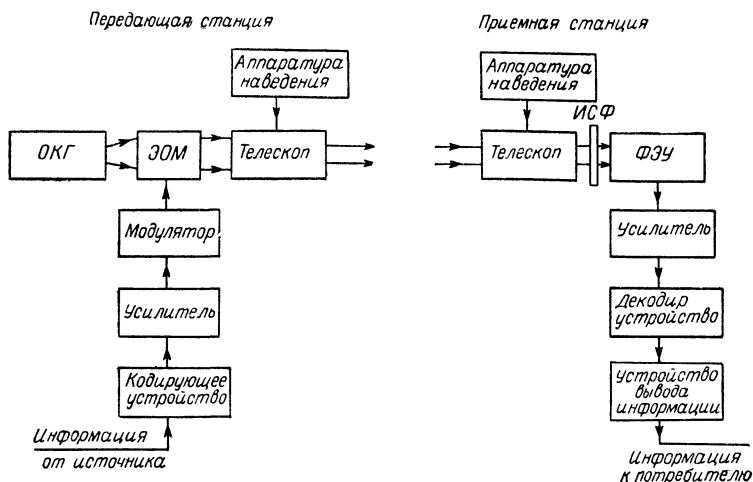 Передающая станция
Приемная станция
Аппаратура
наведения
Аппаратура
наведения
ИСФ
ОКГ
ЭОМ
Телескоп
Телескоп
ФЭУ
Модулятор
Усилитель
Усилитель
Декодир
устройство
Кодирующее
устройство
Устройство
вывода
информации
Информация
от источника
Информация
к потребителю